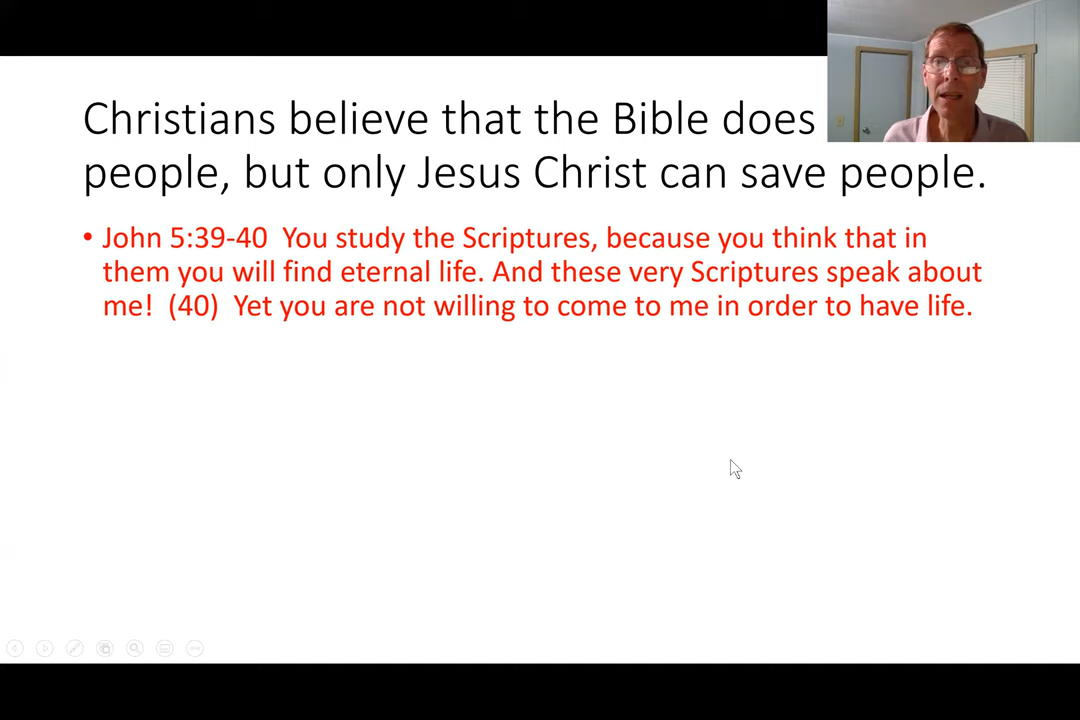 Christians believe that the Bible does
people, but only Jesus Christ can save people.
• John 5:39-40  You study the Scriptures, because you think that in
them you will find eternal life. And these very Scriptures speak about
me!  (40)  Yet you are not willing to come to me in order to have life.